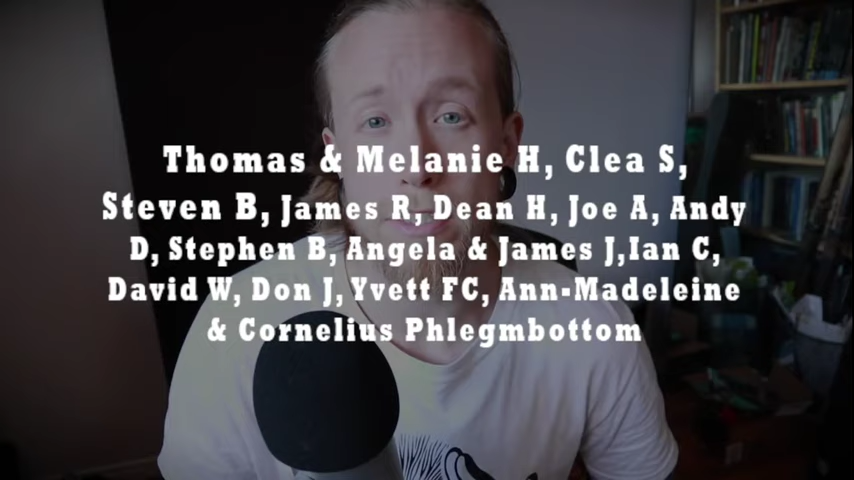 Thomas & Melanie H, Clea S,
Steven B, James R, Dean H, Joe A, Andy
D, Stephen B, Angela & James J,Ian C,
David W, Don J, Yvett FC, Ann-Madeleine
& Cornelius Phlegmbottom